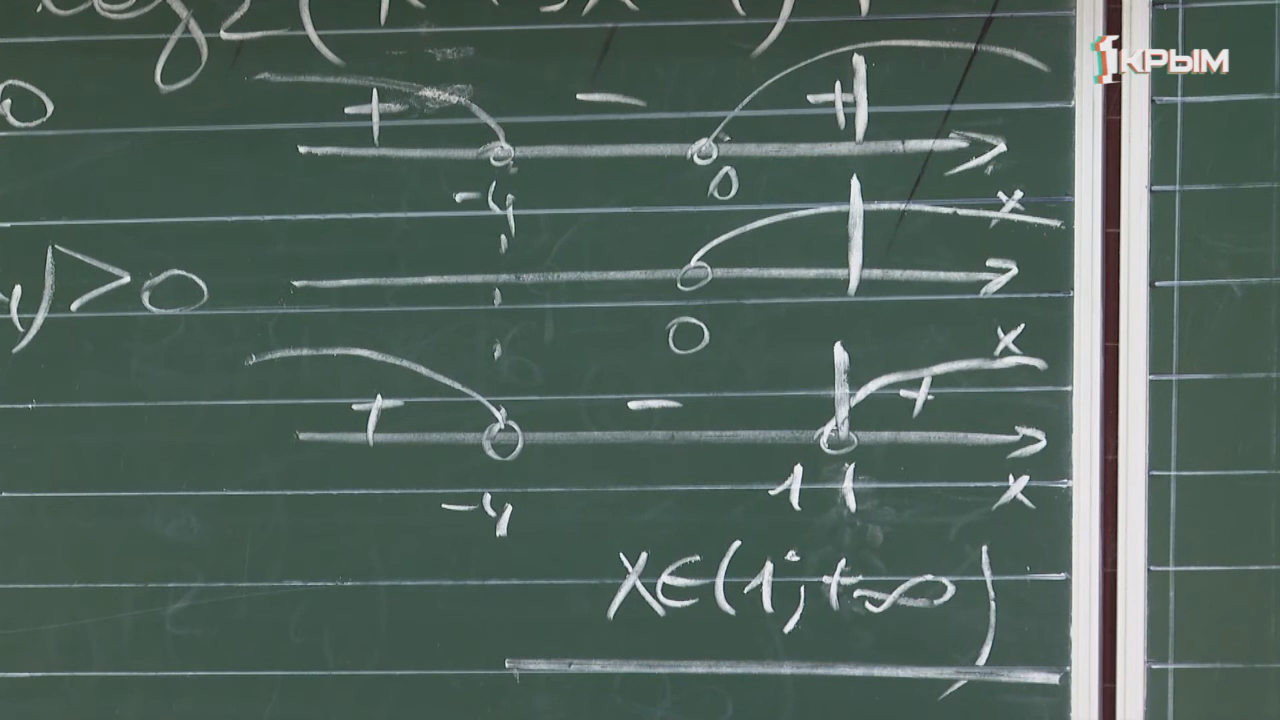 1КРЫМ
0
+ − +
−4 0
x
) > 0
0
x
+ − +
−4 1 x
x ∈ (1; +∞)